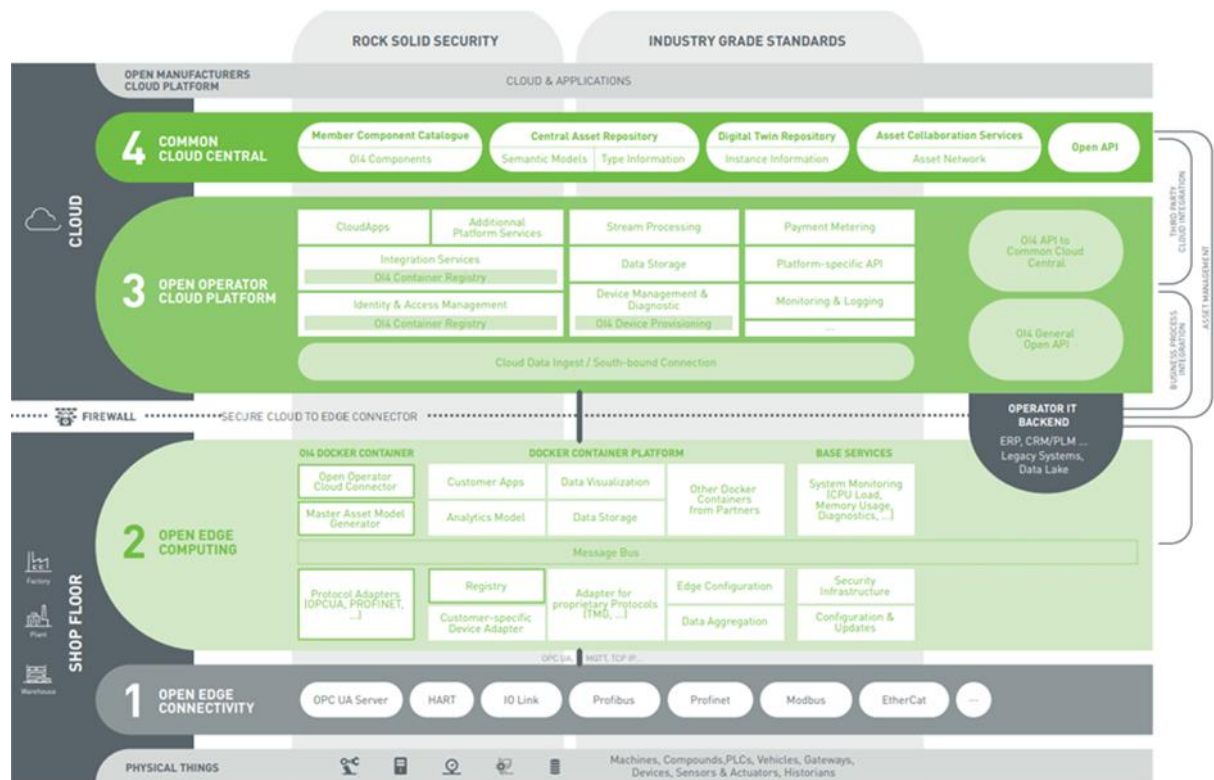 ROCK SOLID SECURITY
INDUSTRY GRADE STANDARDS
OPEN MANUFACTURERS
CLOUD PLATFORM
CLOUD & APPLICATIONS
4
COMMON
CLOUD CENTRAL
Member Component Catalogue
OI4 Components
Central Asset Repository
Semantic Models
Type Information
Digital Twin Repository
Instance Information
Asset Collaboration Services
Asset Network
Open API
CLOUD
3
OPEN OPERATOR
CLOUD PLATFORM
CloudApps
Additionnal
Platform Services
Integration Services
OI4 Container Registry
Identity & Access Management
OI4 Container Registry
Stream Processing
Data Storage
Device Management &
Diagnostic
OI4 Device Provisioning
Payment Metering
Platform-specific API
Monitoring & Logging
...
OI4 API to
Common Cloud
Central
OI4 General
Open API
Cloud Data Ingest / South-bound Connection
THIRD PARTY
CLOUD INTEGRATION
BUSINESS PROCESS
INTEGRATION
ASSET MANAGEMENT
FIREWALL
SECURE CLOUD TO EDGE CONNECTOR
OPERATOR IT
BACKEND
ERP, CRM/PLM ...
Legacy Systems,
Data Lake
SHOP FLOOR
Factory
Plant
Warehouse
2
OPEN EDGE
COMPUTING
OI4 DOCKER CONTAINER
DOCKER CONTAINER PLATFORM
BASE SERVICES
Open Operator
Cloud Connector
Master Asset Model
Generator
Customer Apps
Analytics Model
Data Visualization
Data Storage
Other Docker
Containers
from Partners
System Monitoring
(CPU Load,
Memory Usage,
Diagnostics, ...)
Message Bus
Protocol Adapters
(OPCUA, PROFINET,
...)
Registry
Customer-specific
Device Adapter
Adapter for
proprietary Protocols
(TMD, ...)
Edge Configuration
Data Aggregation
Security
Infrastructure
Configuration &
Updates
OPC UA, MQTT, TCP IP...
1
OPEN EDGE
CONNECTIVITY
OPC UA Server
HART
IO Link
Profibus
Profinet
Modbus
EtherCat
...
PHYSICAL THINGS
Machines, Compounds,PLCs, Vehicles, Gateways,
Devices, Sensors & Actuators, Historians